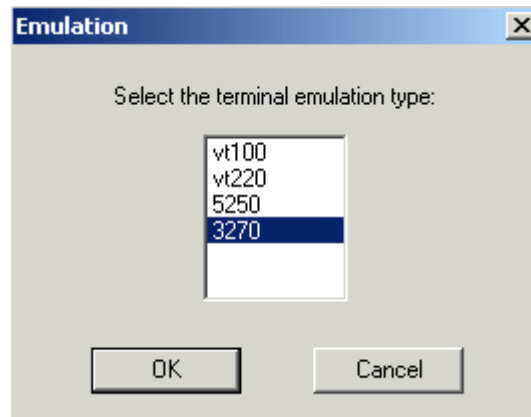 Emulation
Select the terminal emulation type:
vt100
vt220
5250
3270
OK
Cancel